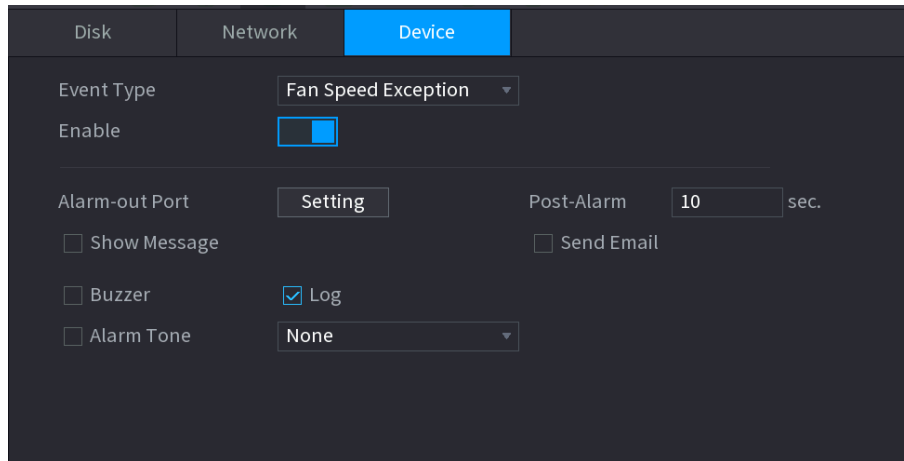 Disk Network Device
Event Type Fan Speed Exception
Enable
Alarm-out Port Setting Post-Alarm 10 sec.
Show Message Send Email
Buzzer Log
Alarm Tone None